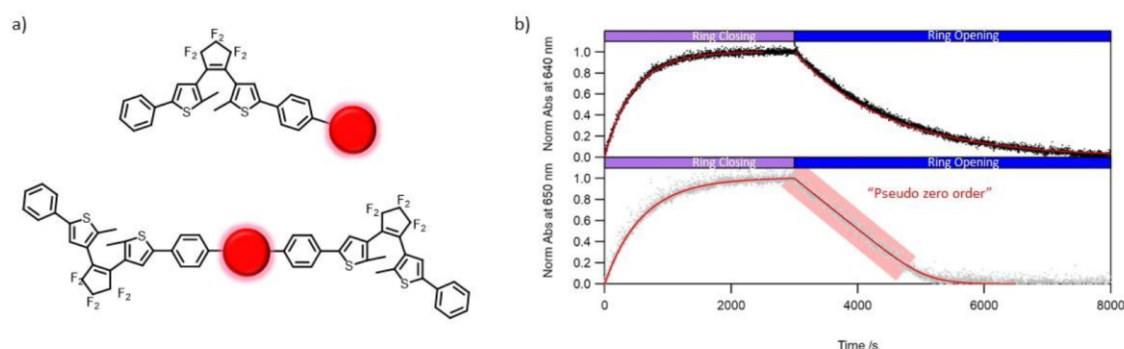 a)
F₂
F₂
F₂
S
S
F₂
F₂
F₂
S
S
F₂
F₂
F₂
S
S
b)
Ring Closing
Ring Opening
Norm Abs at 640 nm
1.0
0.8
0.6
0.4
0.2
0.0
Ring Closing
Ring Opening
Norm Abs at 650 nm
1.0
0.8
0.6
0.4
0.2
0.0
“Pseudo zero order”
0
2000
4000
6000
8000
Time /s